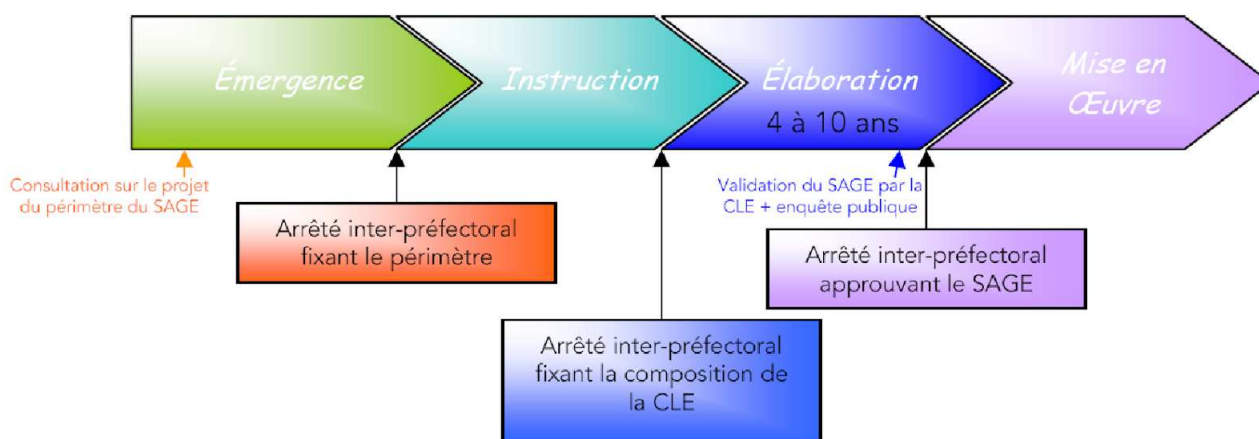 Émergence
Instruction
Élaboration
4 à 10 ans
Mise en
Œuvre
Consultation sur le projet
du périmètre du SAGE
Validation du SAGE par la
CLE + enquête publique
Arrêté inter-préfectoral
fixant le périmètre
Arrêté inter-préfectoral
approuvant le SAGE
Arrêté inter-préfectoral
fixant la composition de
la CLE